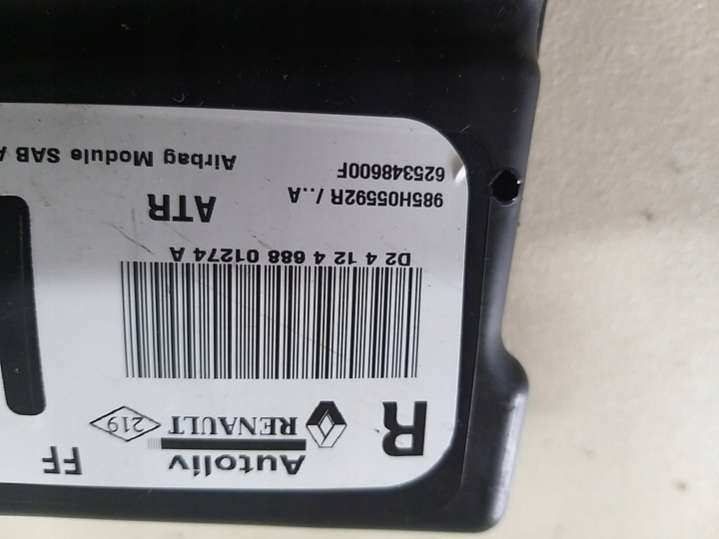 Autoliv
R
RENAULT
219
FF
D2 4 12 4 688 01274 A
985H05592R /..A
ATR
625348600F
Airbag Module SAB A